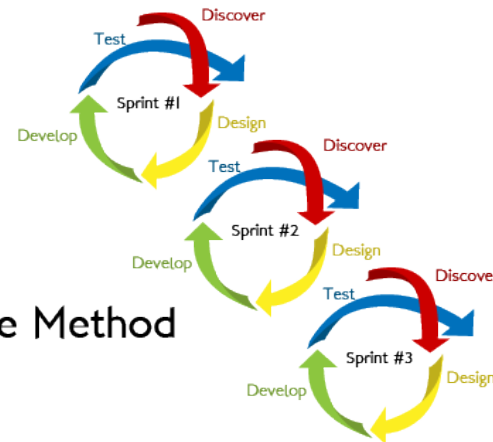 Discover
Test
Sprint #1
Design
Develop
Discover
Test
Sprint #2
Design
Develop
Discove
Test
e Method
Sprint #3
Design
Develop